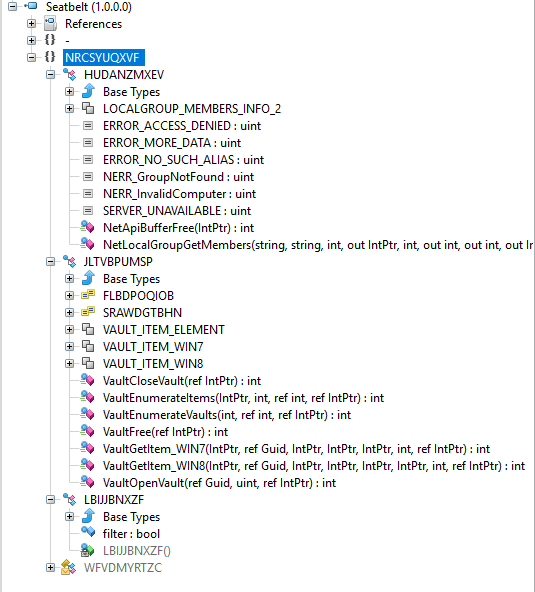 Seatbelt (1.0.0.0)
References
{} -
{} NRCSYUQXVF
HUDANZMXEV
Base Types
LOCALGROUP_MEMBERS_INFO_2
ERROR_ACCESS_DENIED : uint
ERROR_MORE_DATA : uint
ERROR_NO_SUCH_ALIAS : uint
NERR_GroupNotFound : uint
NERR_InvalidComputer : uint
SERVER_UNAVAILABLE : uint
NetApiBufferFree(IntPtr) : int
NetLocalGroupGetMembers(string, string, int, out IntPtr, int, out int, out int, out I
JLTVBPUMSP
Base Types
FLBDPOQIOB
SRAWDGTBHN
VAULT_ITEM_ELEMENT
VAULT_ITEM_WIN7
VAULT_ITEM_WIN8
VaultCloseVault(ref IntPtr) : int
VaultEnumerateItems(IntPtr, int, ref int, ref IntPtr) : int
VaultEnumerateVaults(int, ref int, ref IntPtr) : int
VaultFree(ref IntPtr) : int
VaultGetItem_WIN7(IntPtr, ref Guid, IntPtr, IntPtr, IntPtr, int, ref IntPtr) : int
VaultGetItem_WIN8(IntPtr, ref Guid, IntPtr, IntPtr, IntPtr, IntPtr, int, ref IntPtr) : int
VaultOpenVault(ref Guid, uint, ref IntPtr) : int
LBIJJBNXZF
Base Types
filter : bool
LBIJJBNXZF()
WFVDMYRTZC